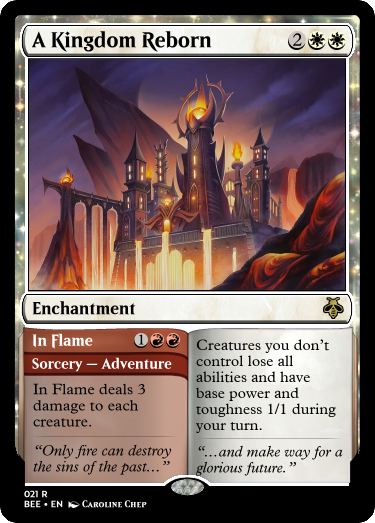 A Kingdom Reborn 2
Enchantment
In Flame 1
Sorcery — Adventure
In Flame deals 3
damage to each
creature.
“Only fire can destroy
the sins of the past…”
Creatures you don’t
control lose all
abilities and have
base power and
toughness 1/1 during
your turn.
“…and make way for a
glorious future.”
021 R
BEE • EN Caroline Chep